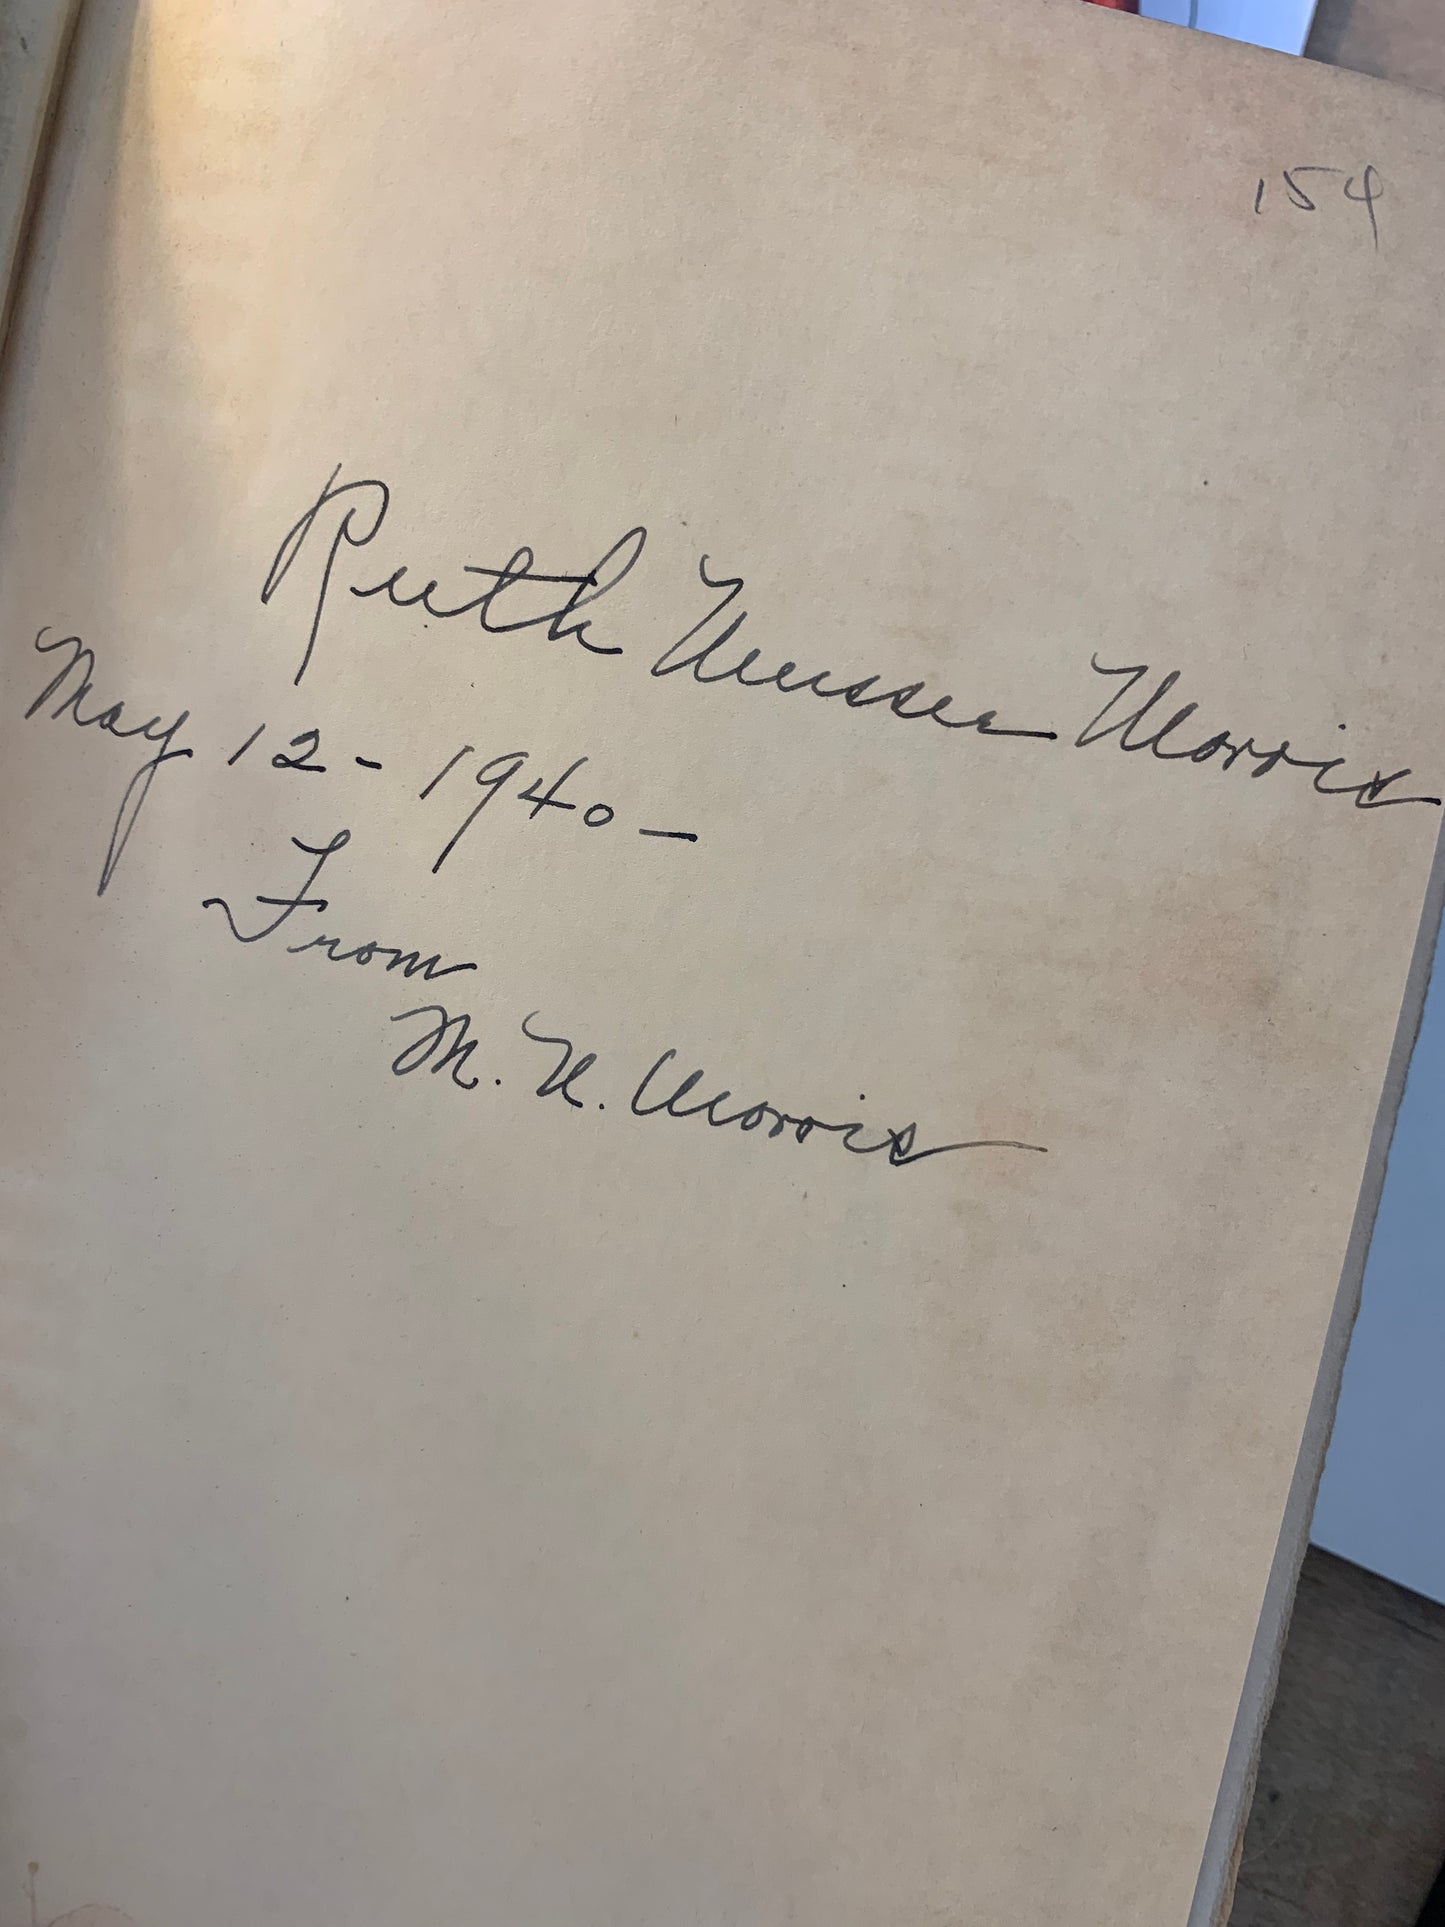 154
Ruth Musser Morris
May 12 - 1940 -
From
M. N. Morris